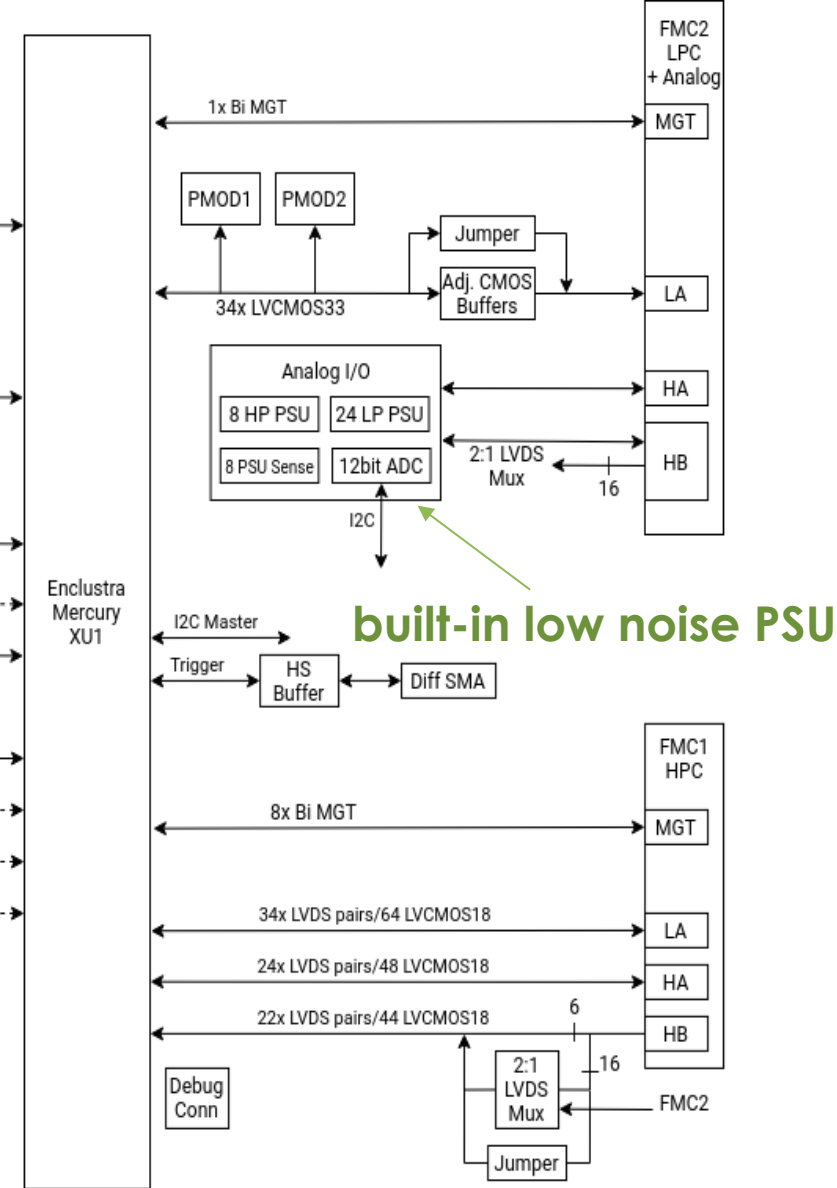 FMC2
LPC
+ Analog
1x Bi MGT
MGT
PMOD1
PMOD2
Jumper
Adj. CMOS
Buffers
34x LVCMOS33
LA
Analog I/O
8 HP PSU
24 LP PSU
8 PSU Sense
12bit ADC
HA
HB
2:1 LVDS
Mux
16
I2C
built-in low noise PSU
Enclustra
Mercury
XU1
I2C Master
Trigger
HS
Buffer
Diff SMA
FMC1
HPC
8x Bi MGT
MGT
34x LVDS pairs/64 LVCMOS18
LA
24x LVDS pairs/48 LVCMOS18
HA
22x LVDS pairs/44 LVCMOS18
6
HB
16
2:1
LVDS
Mux
FMC2
Debug
Conn
Jumper